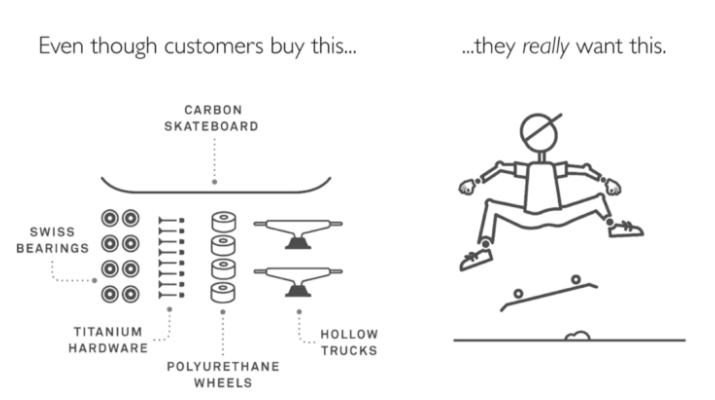 Even though customers buy this...
...they really want this.
CARBON
SKATEBOARD
SWISS
BEARINGS
TITANIUM
HARDWARE
POLYURETHANE
WHEELS
HOLLOW
TRUCKS